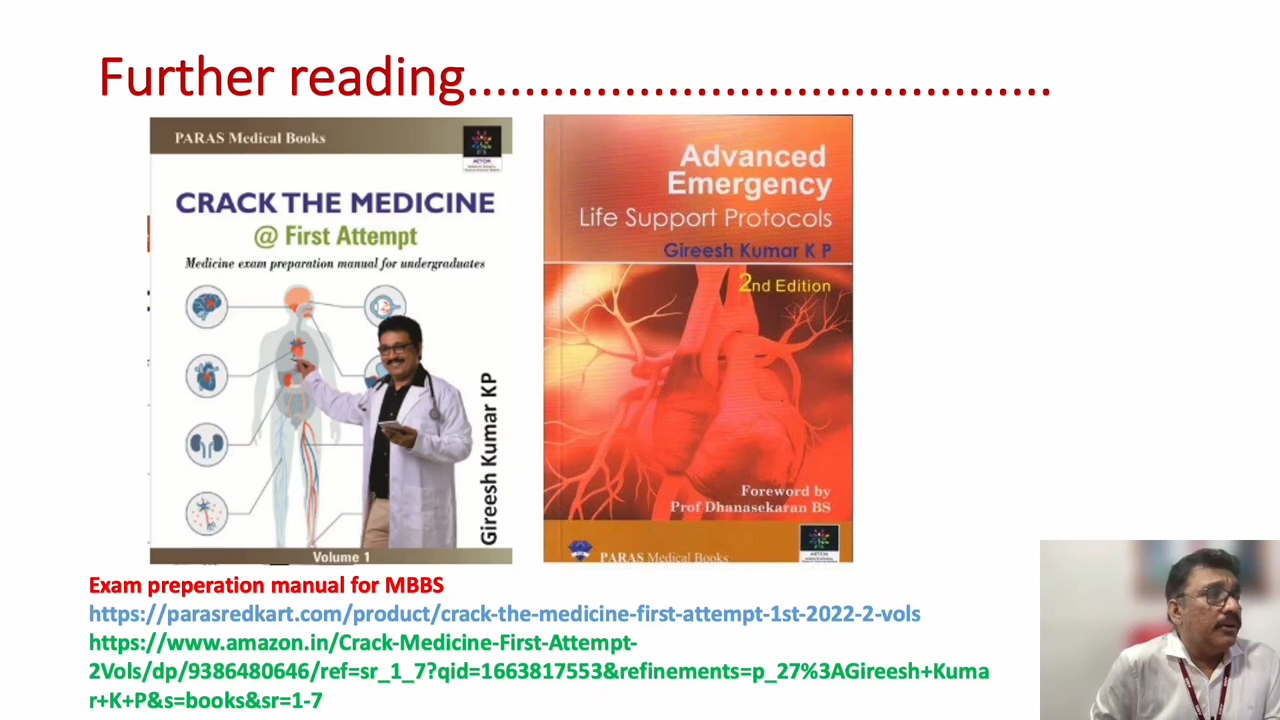 Further reading.........................................
PARAS Medical Books
CRACK THE MEDICINE
@ First Attempt
Medicine exam preparation manual for undergraduates
Gireesh Kumar KP
Volume 1
Advanced
Emergency
Life Support Protocols
Gireesh Kumar K P
2nd Edition
Foreword by
Prof Dhanasekaran BS
PARAS Medical Books
Exam preperation manual for MBBS
https://parasredkart.com/product/crack-the-medicine-first-attempt-1st-2022-2-vols
https://www.amazon.in/Crack-Medicine-First-Attempt-
2Vols/dp/9386480646/ref=sr_1_7?qid=1663817553&refinements=p_27%3AGireesh+Kuma
r+K+P&s=books&sr=1-7